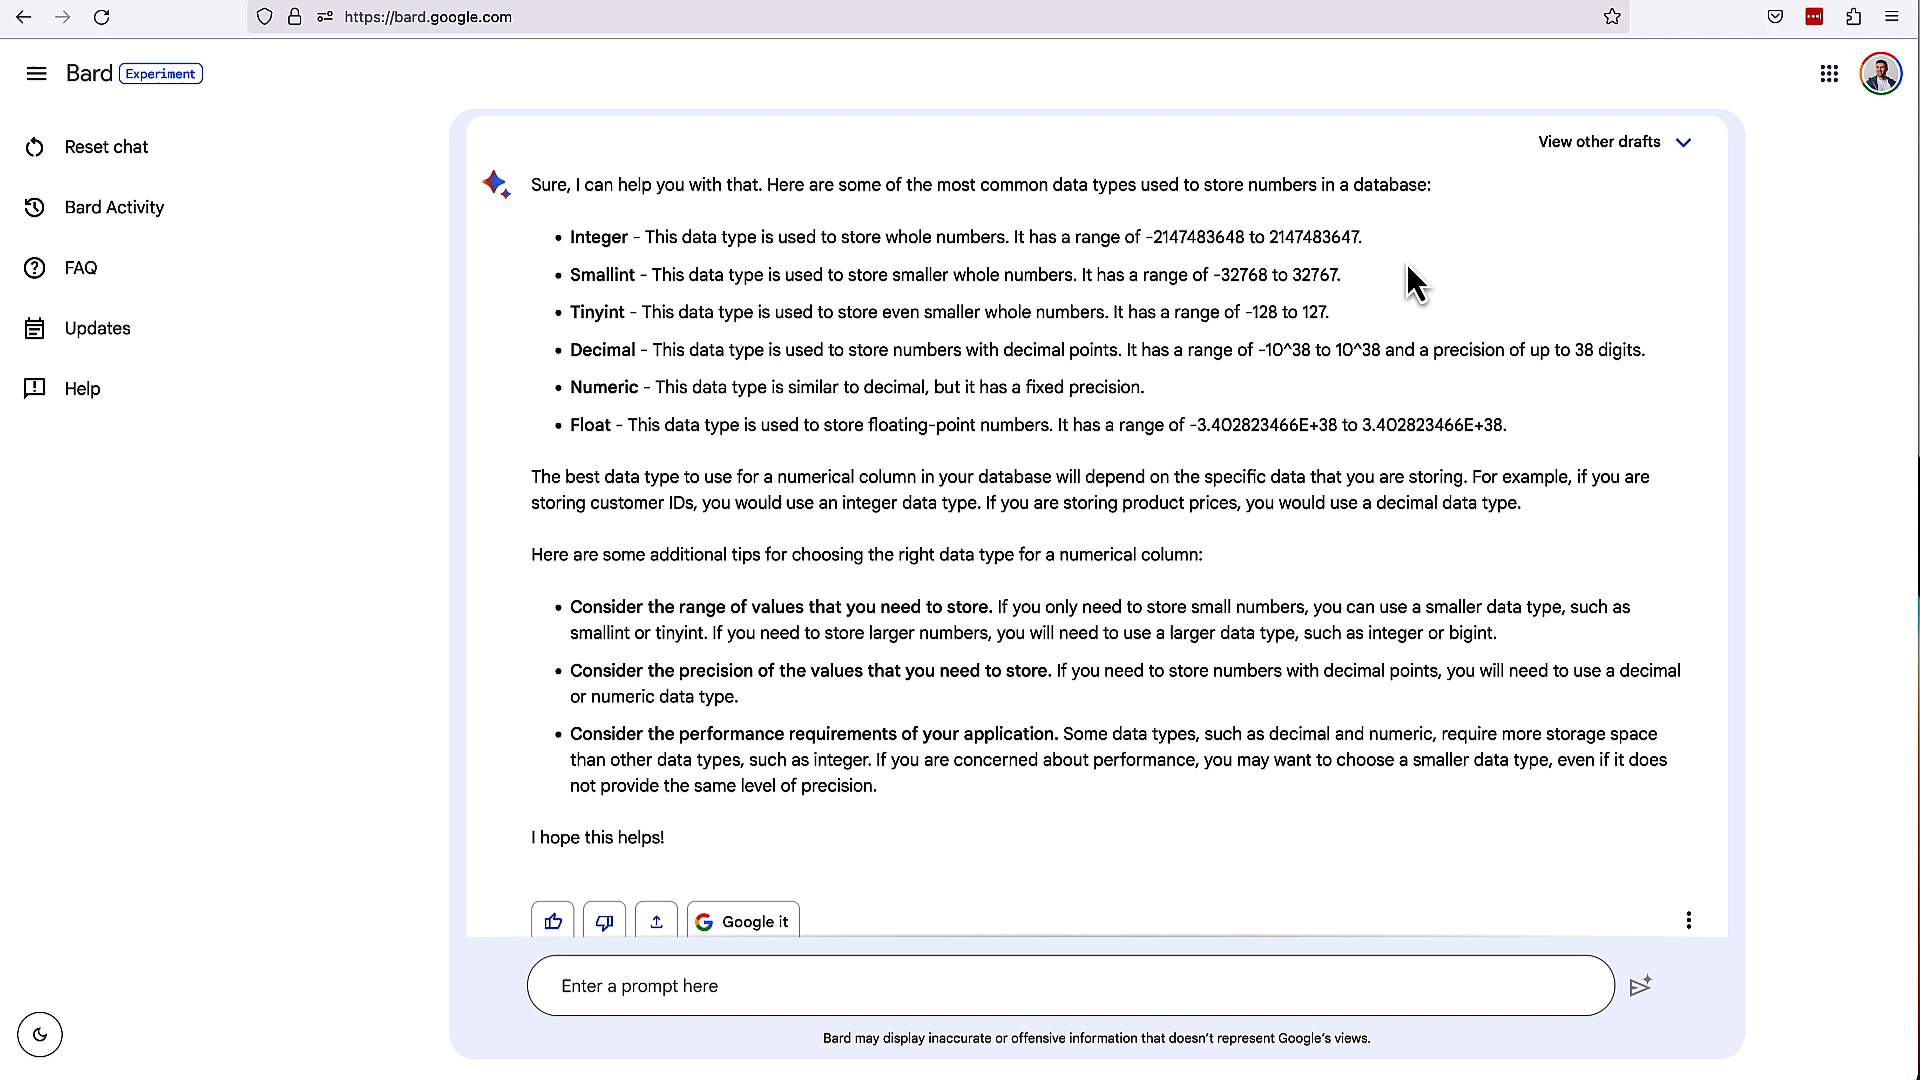 https://bard.google.com
Bard Experiment
Reset chat
Bard Activity
FAQ
Updates
Help
View other drafts
Sure, I can help you with that. Here are some of the most common data types used to store numbers in a database:
• Integer - This data type is used to store whole numbers. It has a range of -2147483648 to 2147483647.
• Smallint - This data type is used to store smaller whole numbers. It has a range of -32768 to 32767.
• Tinyint - This data type is used to store even smaller whole numbers. It has a range of -128 to 127.
• Decimal - This data type is used to store numbers with decimal points. It has a range of -10^38 to 10^38 and a precision of up to 38 digits.
• Numeric - This data type is similar to decimal, but it has a fixed precision.
• Float - This data type is used to store floating-point numbers. It has a range of -3.402823466E+38 to 3.402823466E+38.
The best data type to use for a numerical column in your database will depend on the specific data that you are storing. For example, if you are
storing customer IDs, you would use an integer data type. If you are storing product prices, you would use a decimal data type.
Here are some additional tips for choosing the right data type for a numerical column:
• Consider the range of values that you need to store. If you only need to store small numbers, you can use a smaller data type, such as
smallint or tinyint. If you need to store larger numbers, you will need to use a larger data type, such as integer or bigint.
• Consider the precision of the values that you need to store. If you need to store numbers with decimal points, you will need to use a decimal
or numeric data type.
• Consider the performance requirements of your application. Some data types, such as decimal and numeric, require more storage space
than other data types, such as integer. If you are concerned about performance, you may want to choose a smaller data type, even if it does
not provide the same level of precision.
I hope this helps!
Google it
Enter a prompt here
Bard may display inaccurate or offensive information that doesn't represent Google's views.